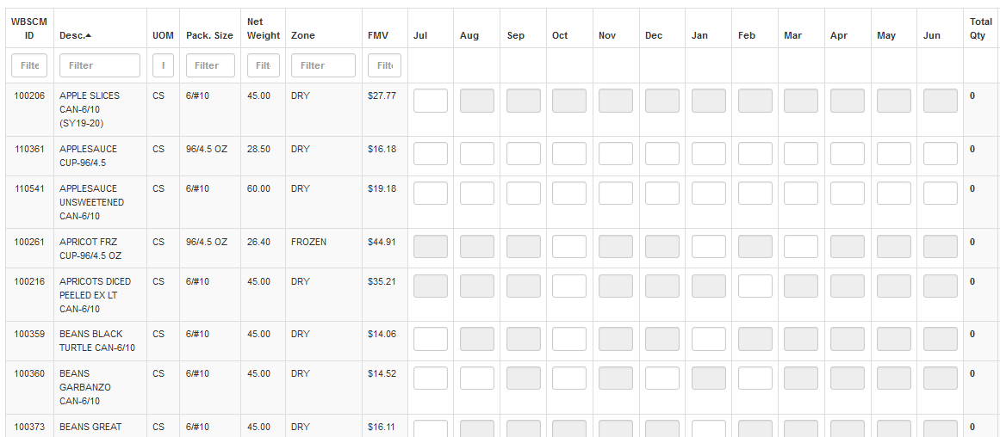 WBSCM ID Desc. UOM Pack. Size Net Weight Zone FMV Jul Aug Sep Oct Nov Dec Jan Feb Mar Apr May Jun Total Qty
Filte Filter Filter Filt Filter Filt
100206 APPLE SLICES CS 6/#10 45.00 DRY $27.77 0
CAN-6/10
(SY19-20)
110361 APPLESAUCE CS 96/4.5 OZ 28.50 DRY $16.18 0
CUP-96/4.5
110541 APPLESAUCE CS 6/#10 60.00 DRY $19.18 0
UNSWEETENED
CAN-6/10
100261 APRICOT FRZ CS 96/4.5 OZ 26.40 FROZEN $44.91 0
CUP-96/4.5 OZ
100216 APRICOTS DICED CS 6/#10 45.00 DRY $35.21 0
PEELED EX LT
CAN-6/10
100359 BEANS BLACK CS 6/#10 45.00 DRY $14.06 0
TURTLE CAN-6/10
100360 BEANS CS 6/#10 45.00 DRY $14.52 0
GARBANZO
CAN-6/10
100373 BEANS GREAT CS 6/#10 45.00 DRY $16.11 0